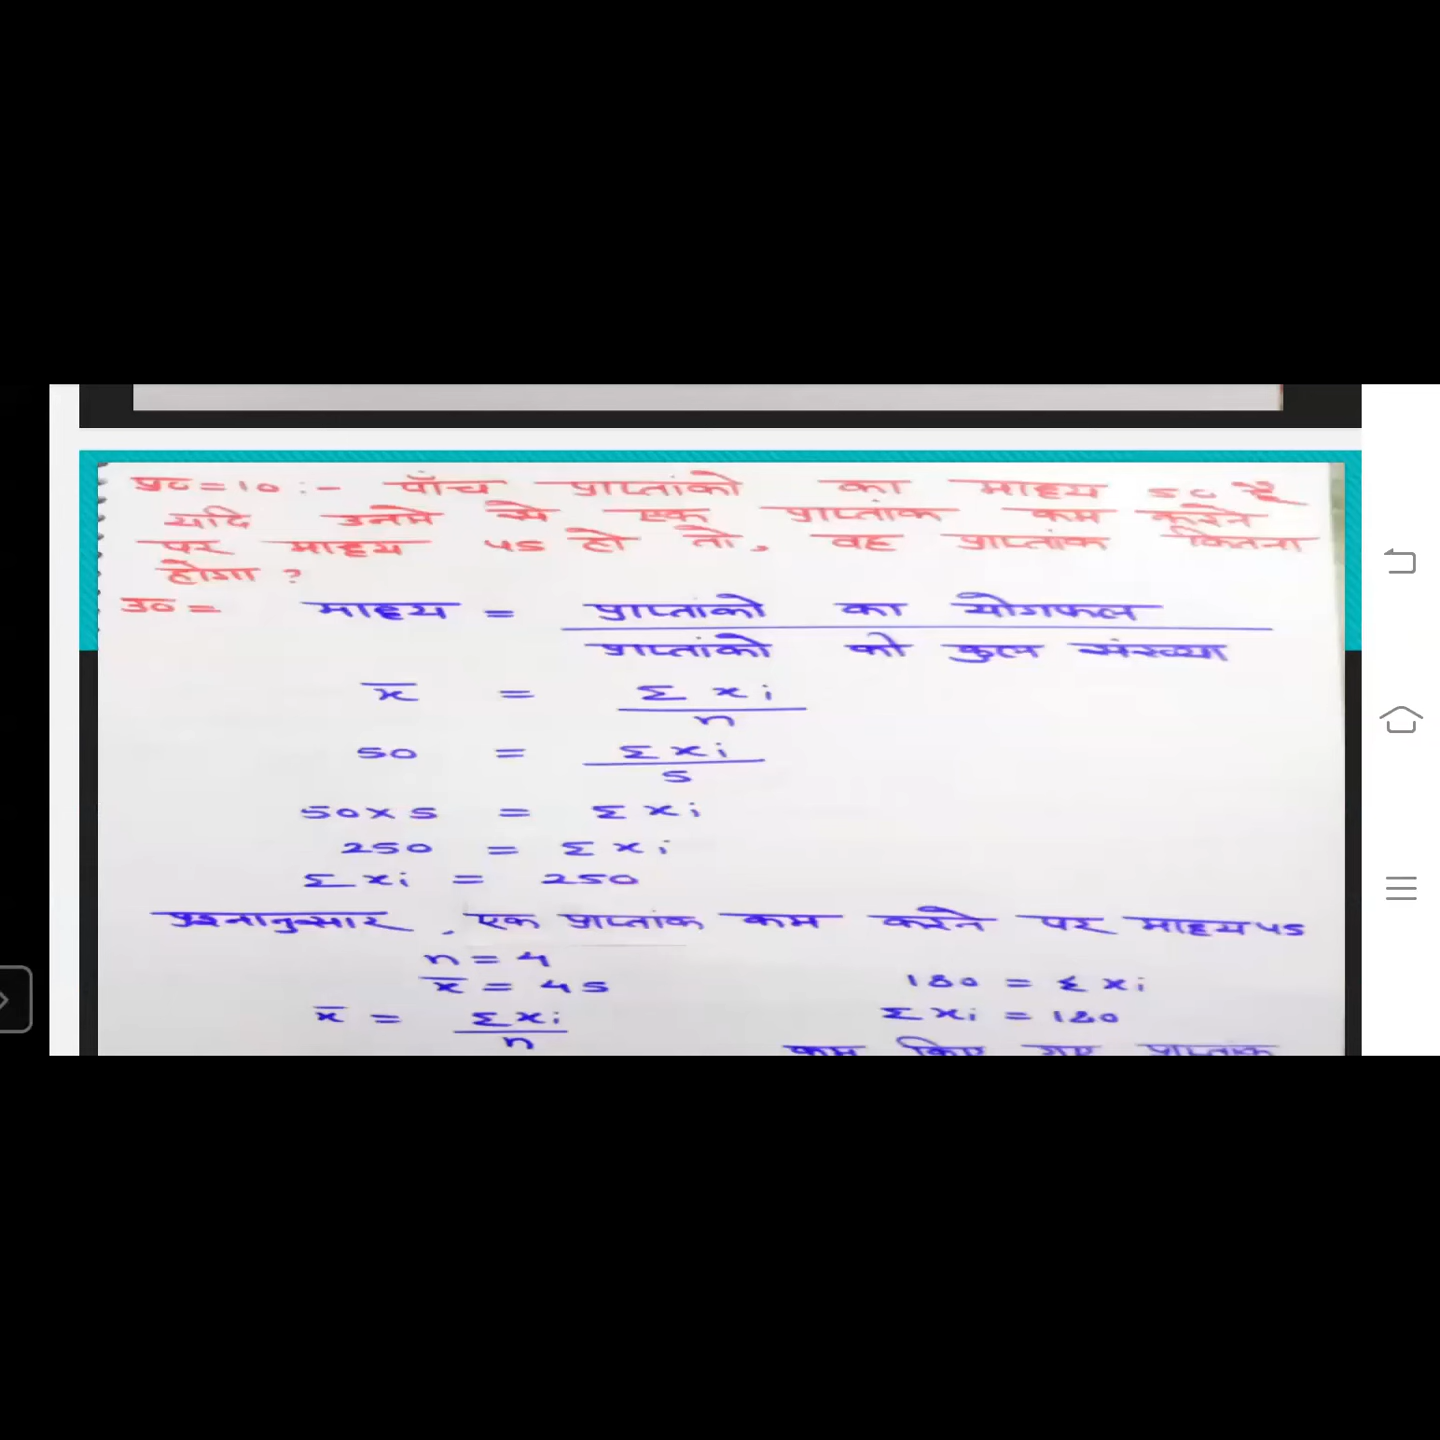 प्र०=10 :- पाँच प्राप्तांको का माध्य 50 है
यदि उनमे से एक प्राप्तांक कम करने
पर माध्य 45 हो तो, वह प्राप्तांक कितना
होगा ?
उ०= माध्य = प्राप्तांको का योगफल
प्राप्तांको की कुल संख्या
x̄ = Σxi
n
50 = Σxi
5
50×5 = Σxi
250 = Σxi
Σxi = 250
प्रश्नानुसार, एक प्राप्तांक कम करने पर माध्य 45
n = 4
x̄ = 45
x̄ = Σxi
n
180 = Σxi
Σxi = 180
कम किए गए प्राप्तांक